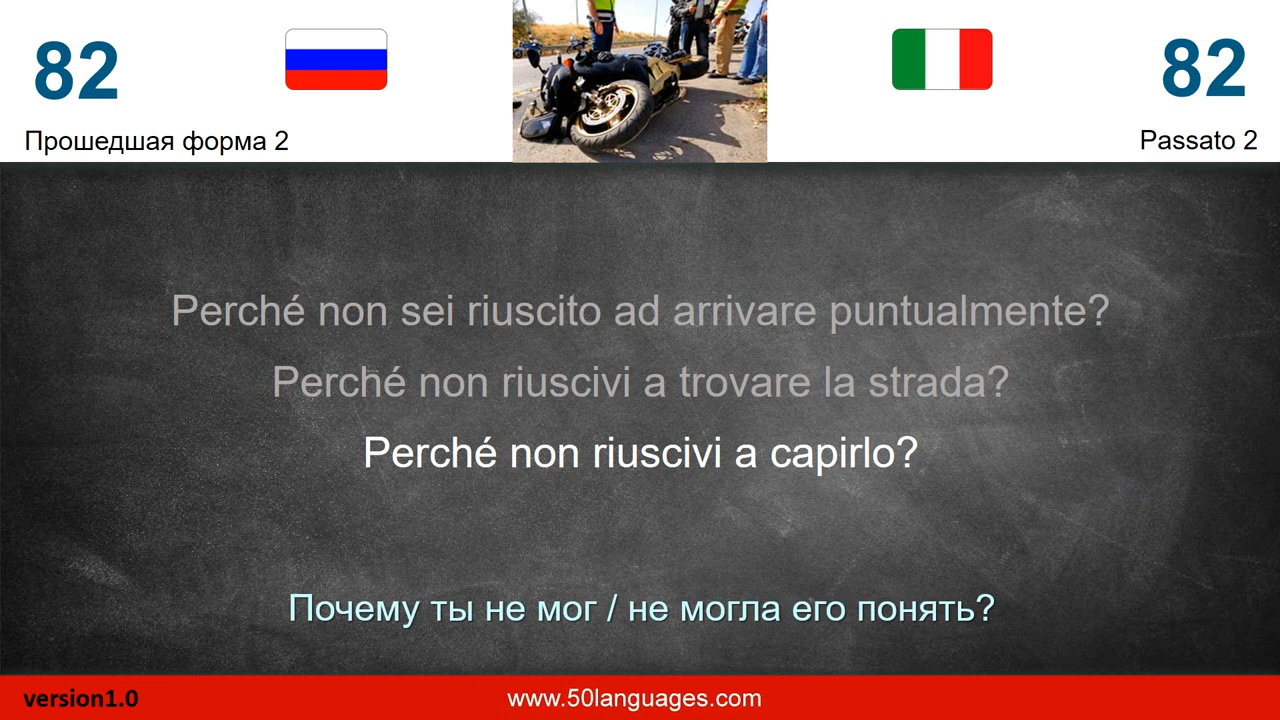 82
82
Прошедшая форма 2
Passato 2
Perché non sei riuscito ad arrivare puntualmente?
Perché non riuscivi a trovare la strada?
Perché non riuscivi a capirlo?
Почему ты не мог / не могла его понять?
version1.0
www.50languages.com